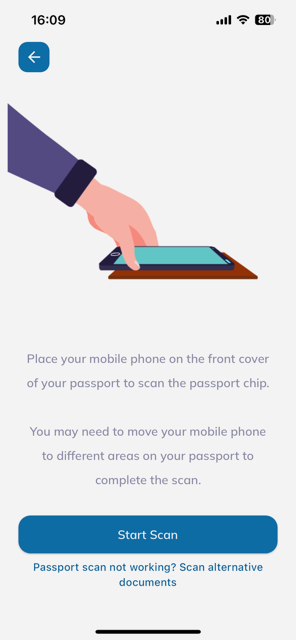 16:09
80
Place your mobile phone on the front cover
of your passport to scan the passport chip.
You may need to move your mobile phone
to different areas on your passport to
complete the scan.
Start Scan
Passport scan not working? Scan alternative
documents